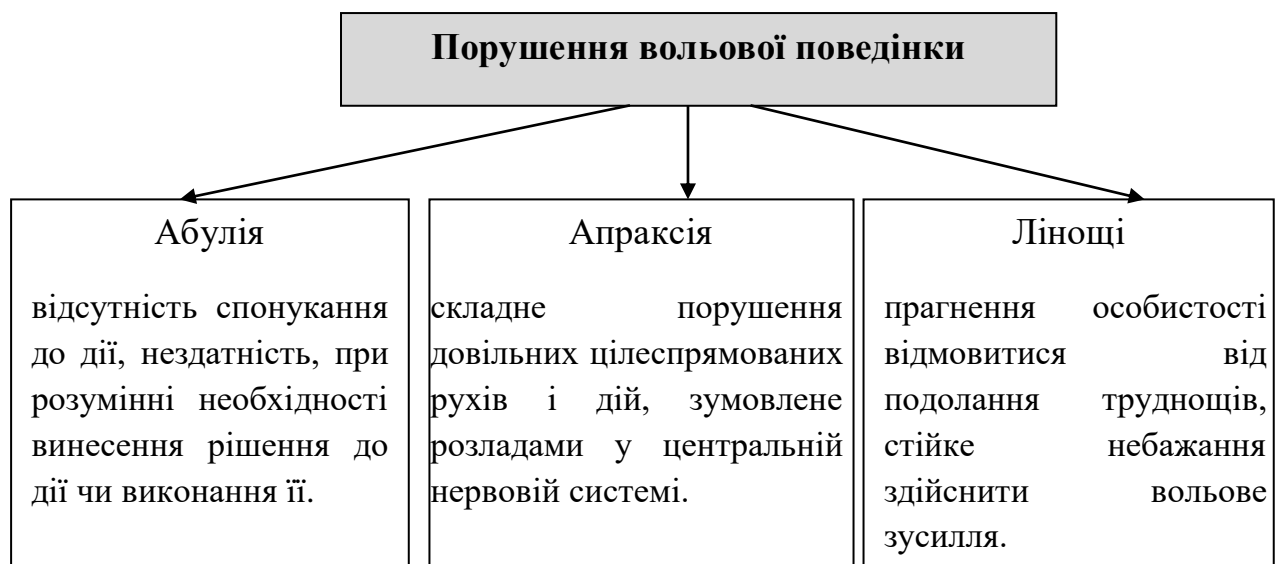 Порушення вольової поведінки
Абулія
відсутність спонукання
до дії, нездатність, при
розумінні необхідності
винесення рішення до
дії чи виконання її.
Апраксія
складне порушення
довільних цілеспрямованих
рухів і дій, зумовлене
розладами у центральній
нервовій системі.
Лінощі
прагнення особистості
відмовитися від
подолання труднощів,
стійке небажання
здійснити вольове
зусилля.